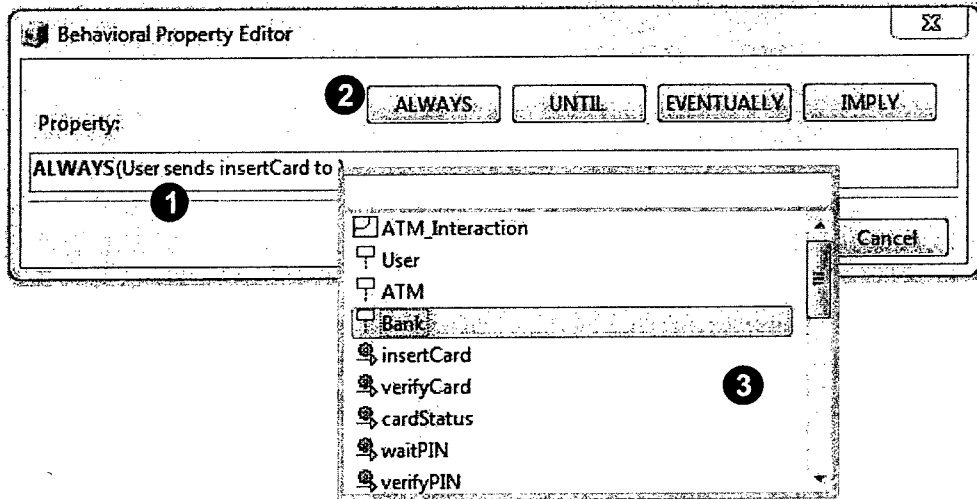 Behavioral Property Editor
2
ALWAYS
UNTIL
EVENTUALLY
IMPLY
Property:
ALWAYS(User sends insertCard to )
1
ATM_Interaction
Cancel
User
ATM
Bank
insertCard
verifyCard
3
cardStatus
waitPIN
verifyPIN